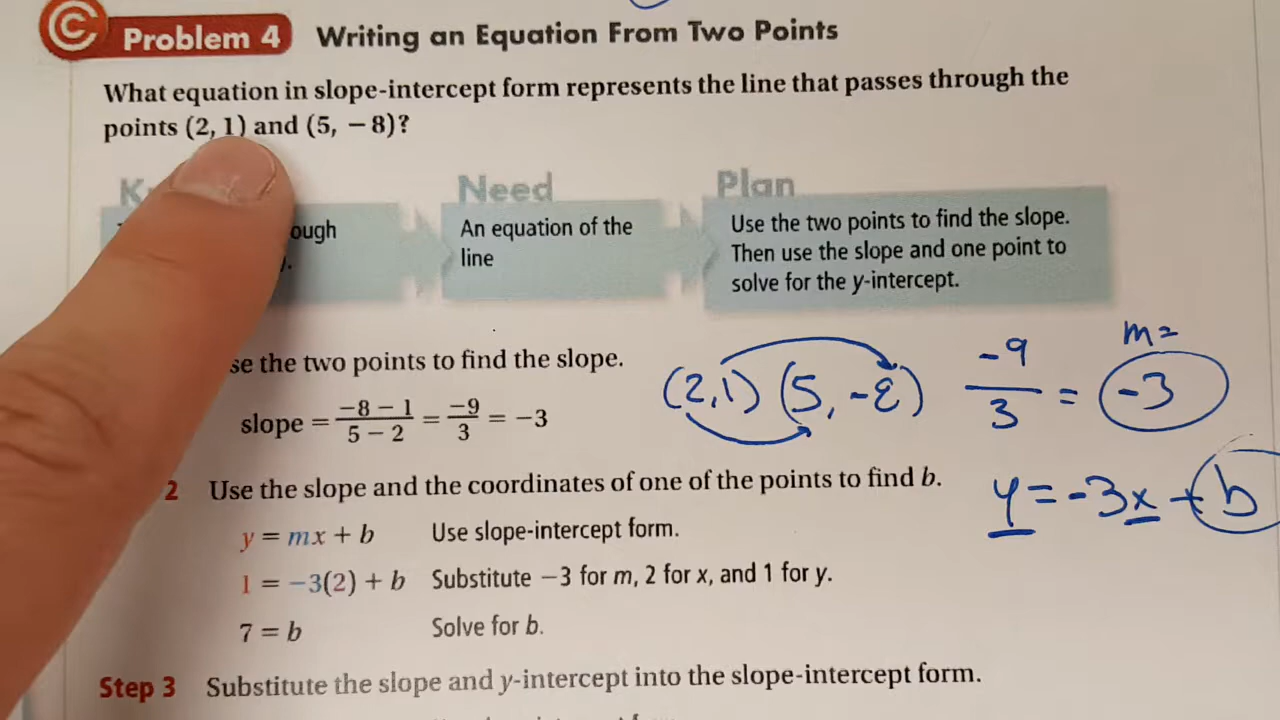 C Problem 4 Writing an Equation From Two Points
What equation in slope-intercept form represents the line that passes through the
points (2, 1) and (5, −8)?
Need
Plan
ough
An equation of the
line
Use the two points to find the slope.
Then use the slope and one point to
solve for the y-intercept.
se the two points to find the slope.
slope = −8 − 1 / 5 − 2 = −9 / 3 = −3
(2,1) (5, -8) -9 / 3 = -3
m=
2 Use the slope and the coordinates of one of the points to find b.
y = -3x + b
y = mx + b Use slope-intercept form.
1 = −3(2) + b Substitute −3 for m, 2 for x, and 1 for y.
7 = b Solve for b.
Step 3 Substitute the slope and y-intercept into the slope-intercept form.